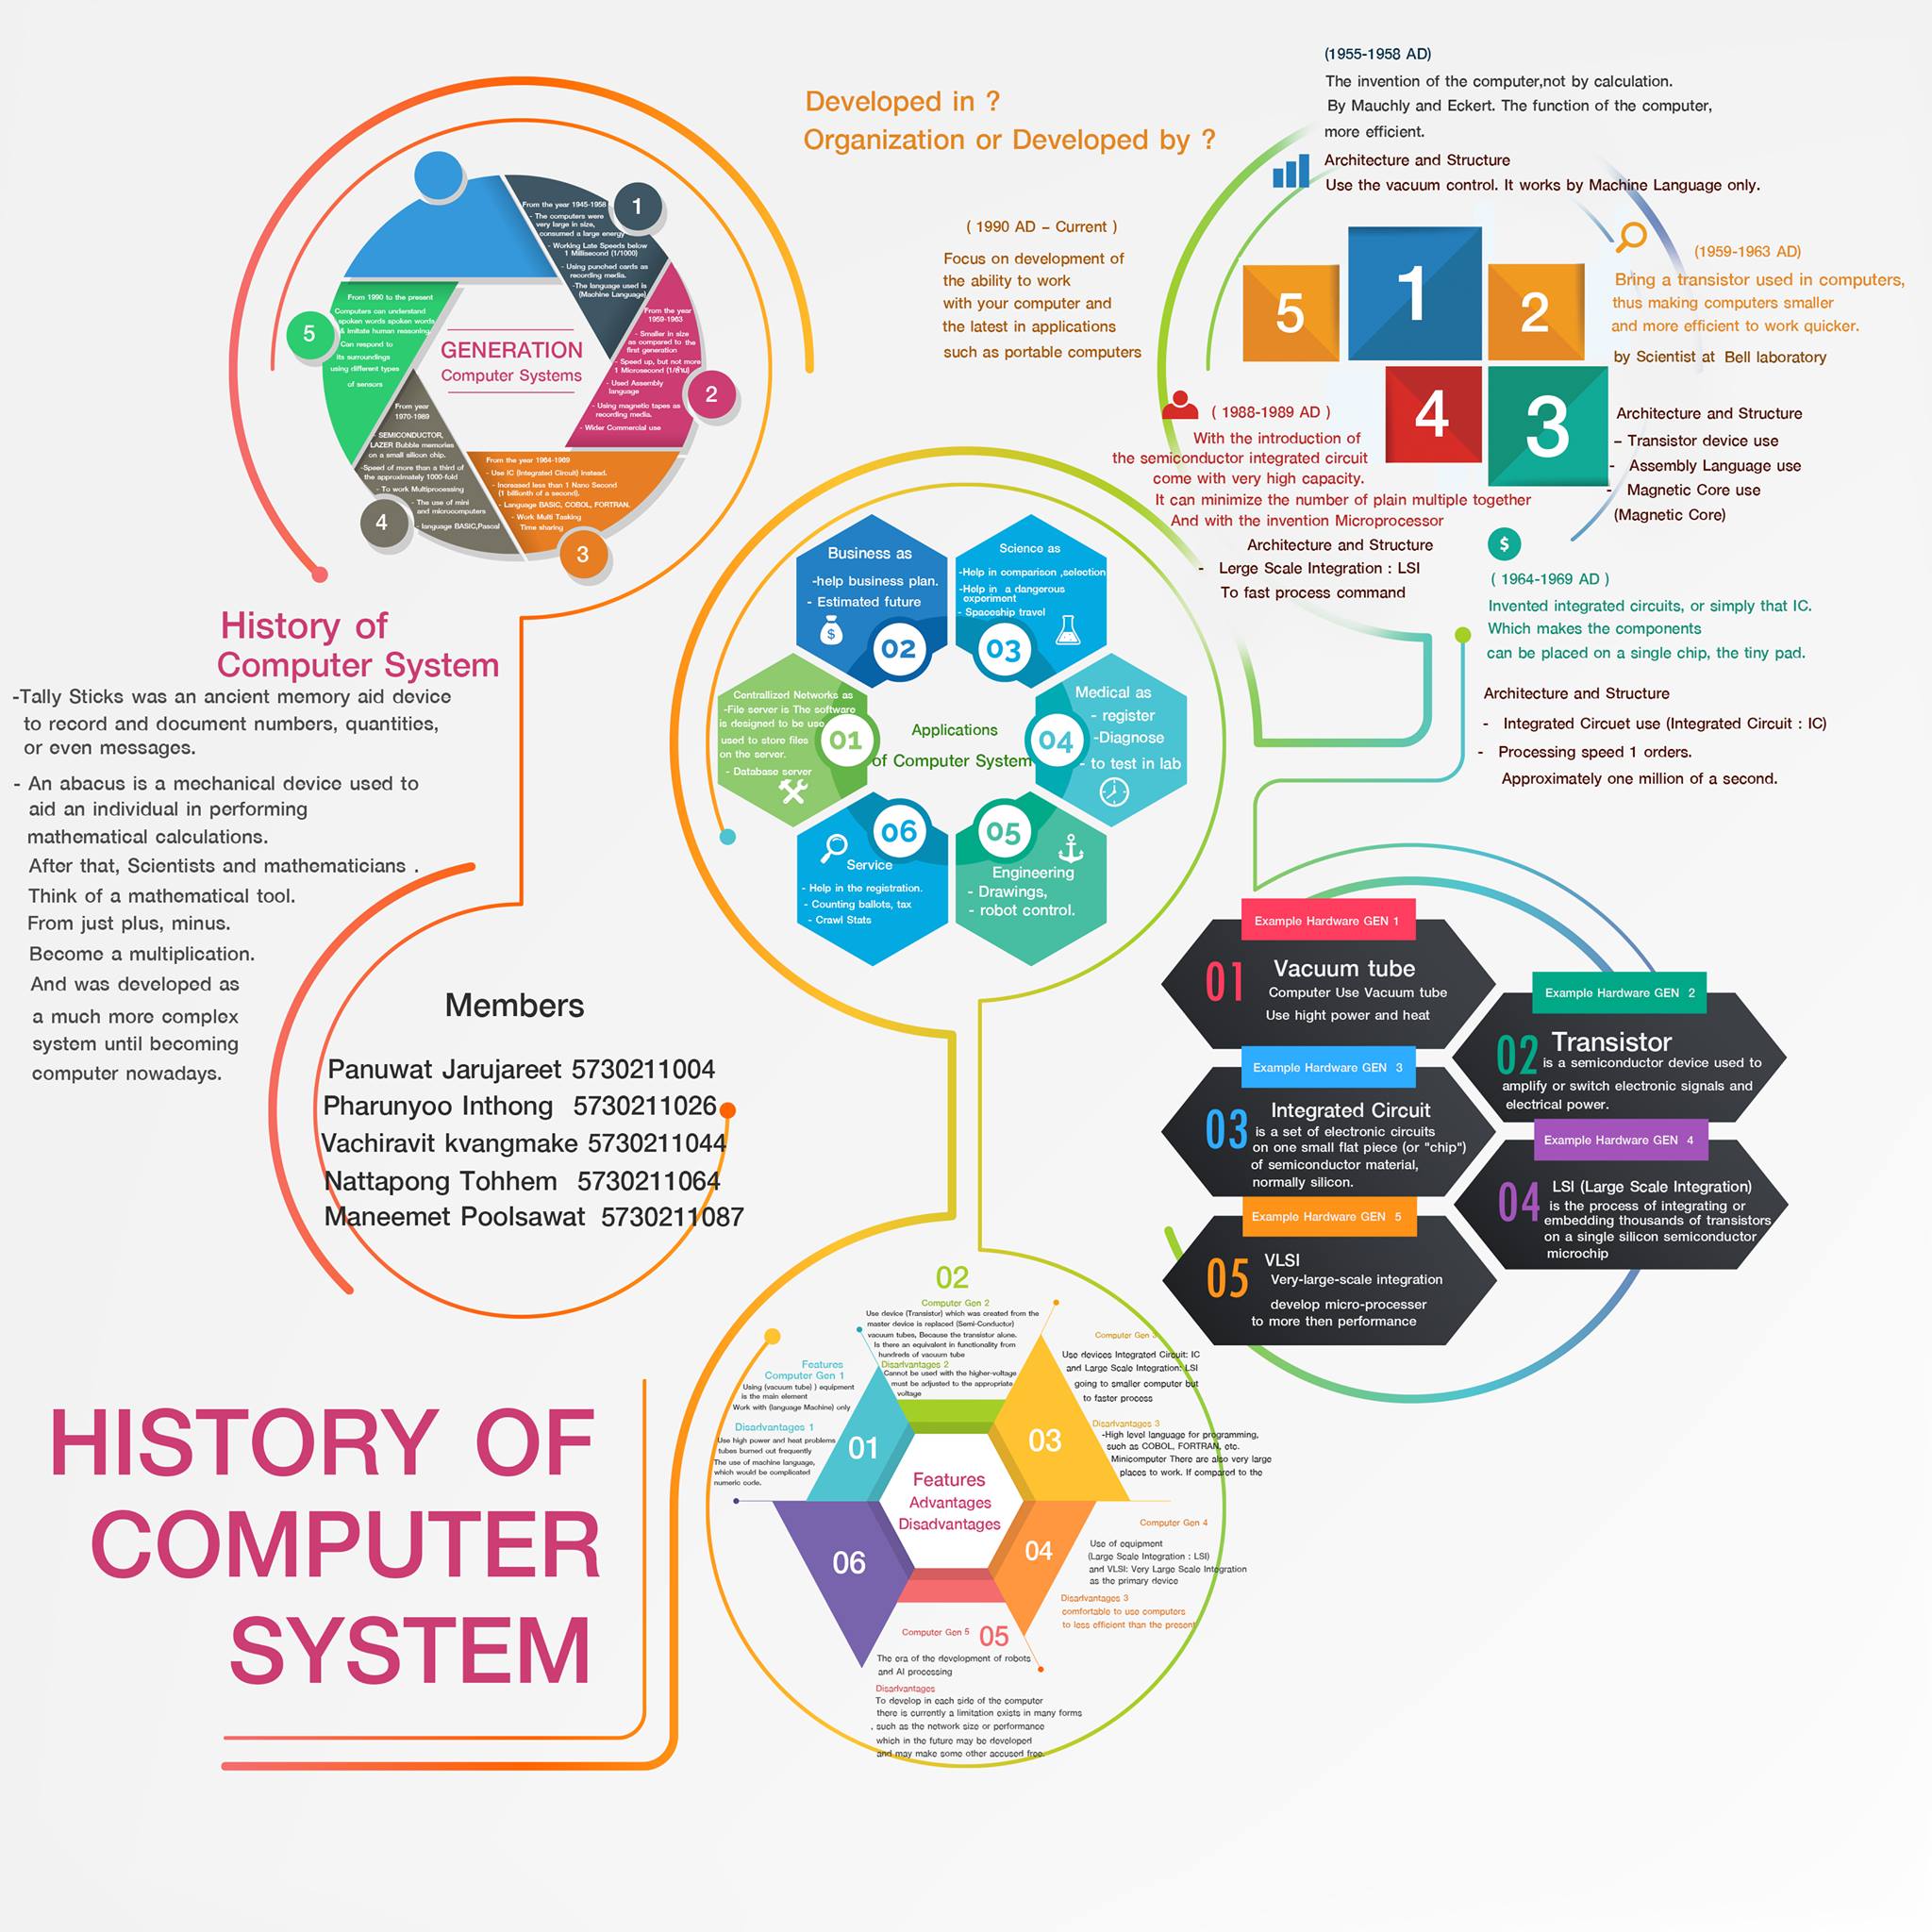 GENERATION
Computer Systems
1
From the year 1945-1958
- The computers were
very large in size,
consumed a large energy
- Working Late Speeds below
1 Millisecond (1/1000)
- Using punched cards as
recording media.
-The language used is
(Machine Language)
2
From the year
1959-1963
- Smaller in size
as compared to the
first generation
- Speed up, but not more
1 Microsecond (1/ล้าน)
- Used Assembly
language
- Using magnetic tapes as
recording media.
- Wider Commercial use
3
From the year 1964-1969
- Use IC (Integrated Circuit) Instead.
- Increased less than 1 Nano Second
(1 billionth of a second).
- Language BASIC, COBOL, FORTRAN.
- Work Multi Tasking
Time sharing
4
From year
1970-1989
- SEMICONDUCTOR,
LAZER Bubble memories
on a small silicon chip.
-Speed of more than a third of
the approximately 1000-fold
- To work Multiprocessing
- The use of mini
and microcomputers
- language BASIC,Pascal
5
From 1990 to the present
Computers can understand
spoken words spoken words
& Imitate human reasoning
Can respond to
its surroundings
using different types
of sensors
Developed in ?
Organization or Developed by ?
(1955-1958 AD)
The invention of the computer,not by calculation.
By Mauchly and Eckert. The function of the computer,
more efficient.
Architecture and Structure
Use the vacuum control. It works by Machine Language only.
( 1990 AD – Current )
Focus on development of
the ability to work
with your computer and
the latest in applications
such as portable computers
5
1
2
4
3
(1959-1963 AD)
Bring a transistor used in computers,
thus making computers smaller
and more efficient to work quicker.
by Scientist at Bell laboratory
Architecture and Structure
– Transistor device use
- Assembly Language use
- Magnetic Core use
(Magnetic Core)
( 1988-1989 AD )
With the introduction of
the semiconductor integrated circuit
come with very high capacity.
It can minimize the number of plain multiple together
And with the invention Microprocessor
Architecture and Structure
- Lerge Scale Integration : LSI
To fast process command
$
( 1964-1969 AD )
Invented integrated circuits, or simply that IC.
Which makes the components
can be placed on a single chip, the tiny pad.
Architecture and Structure
- Integrated Circuet use (Integrated Circuit : IC)
- Processing speed 1 orders.
Approximately one million of a second.
History of
Computer System
-Tally Sticks was an ancient memory aid device
to record and document numbers, quantities,
or even messages.
- An abacus is a mechanical device used to
aid an individual in performing
mathematical calculations.
After that, Scientists and mathematicians .
Think of a mathematical tool.
From just plus, minus.
Become a multiplication.
And was developed as
a much more complex
system until becoming
computer nowadays.
Applications
of Computer System
Centrallized Networks as
-File server is The software
is designed to be use
used to store files
on the server.
- Database server
01
Business as
-help business plan.
- Estimated future
$
02
Science as
-Help in comparison ,selection
-Help in a dangerous
experiment
- Spaceship travel
03
Medical as
- register
-Diagnose
- to test in lab
04
05
Engineering
- Drawings,
- robot control.
06
Service
- Help in the registration.
- Counting ballots, tax
- Crawl Stats
Members
Panuwat Jarujareet 5730211004
Pharunyoo Inthong 5730211026
Vachiravit kvangmake 5730211044
Nattapong Tohhem 5730211064
Maneemet Poolsawat 5730211087
Example Hardware GEN 1
01
Vacuum tube
Computer Use Vacuum tube
Use hight power and heat
Example Hardware GEN 2
02
Transistor
is a semiconductor device used to
amplify or switch electronic signals and
electrical power.
Example Hardware GEN 3
03
Integrated Circuit
is a set of electronic circuits
on one small flat piece (or "chip")
of semiconductor material,
normally silicon.
Example Hardware GEN 4
04
LSI (Large Scale Integration)
is the process of integrating or
embedding thousands of transistors
on a single silicon semiconductor
microchip
Example Hardware GEN 5
05
VLSI
Very-large-scale integration
develop micro-processer
to more then performance
HISTORY OF
COMPUTER
SYSTEM
Features
Advantages
Disadvantages
01
Features
Computer Gen 1
Using (vacuum tube) ) equipment
is the main element
Work with (language Machine) only
Disadvantages 1
Use high power and heat problems
tubes burned out frequently
The use of machine language,
which would be complicated
numeric code.
02
Computer Gen 2
Use device (Transistor) which was created from the
master device is replaced (Semi-Conductor)
vacuum tubes, Because the transistor alone.
Is there an equivalent in functionality from
hundreds of vacuum tube
Disadvantages 2
Cannot be used with the higher-voltage
must be adjusted to the appropriate
voltage
03
Computer Gen 3
Use devices Integrated Circuit: IC
and Large Scale Integration: LSI
going to smaller computer but
to faster process
Disadvantages 3
-High level language for programming,
such as COBOL, FORTRAN, etc.
Minicomputer There are also very large
places to work. If compared to the
04
Computer Gen 4
Use of equipment
(Large Scale Integration : LSI)
and VLSI: Very Large Scale Integration
as the primary device
Disadvantages 3
comfortable to use computers
to less efficient than the present
Computer Gen 5
05
The era of the development of robots
and AI processing
Disadvantages
To develop in each side of the computer
there is currently a limitation exists in many forms
, such as the network size or performance
which in the future may be developed
and may make some other accused free.
06